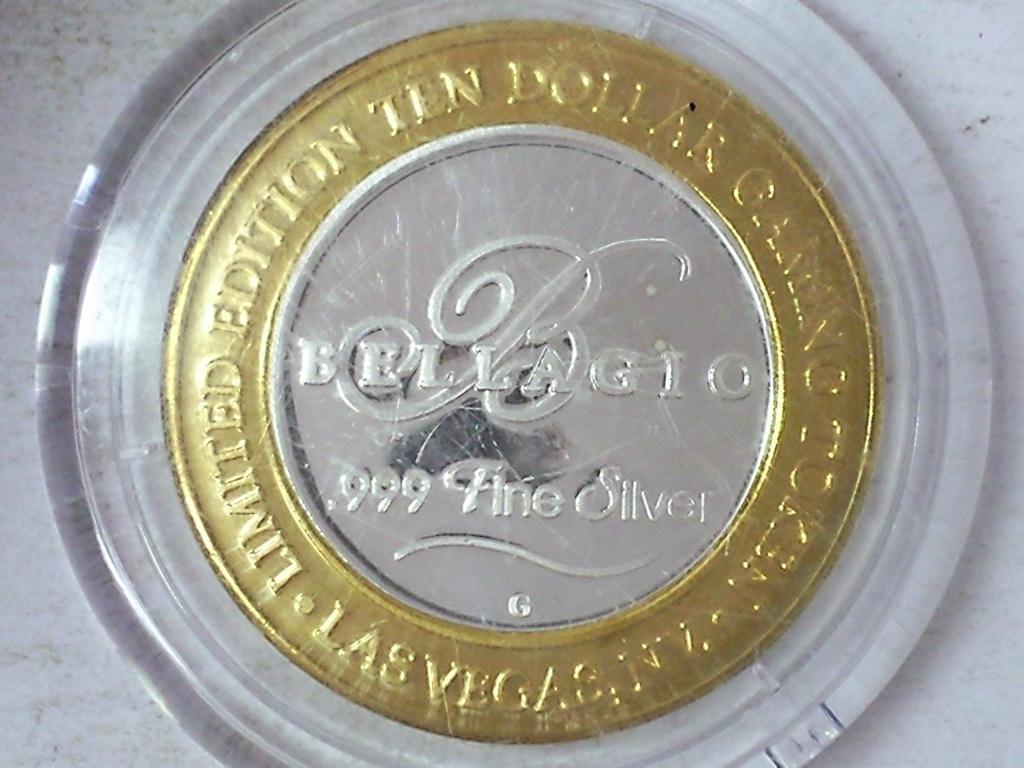 LIMITED EDITION TEN DOLLAR GAMING TOKEN
B
BELLAGIO
.999 Fine Silver
G
• LAS VEGAS, NV. •